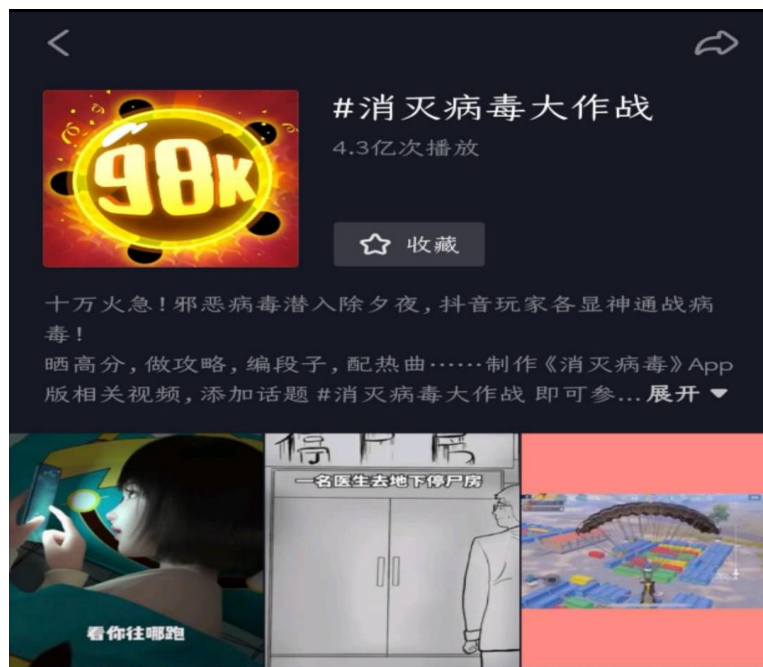 #消灭病毒大作战
4.3亿次播放
98K
收藏
十万火急!邪恶病毒潜入除夕夜,抖音玩家各显神通战病
毒!
晒高分,做攻略,编段子,配热曲……制作《消灭病毒》App
版相关视频,添加话题 #消灭病毒大作战 即可参...展开
停尸房
一名医生去地下停尸房
看你往哪跑